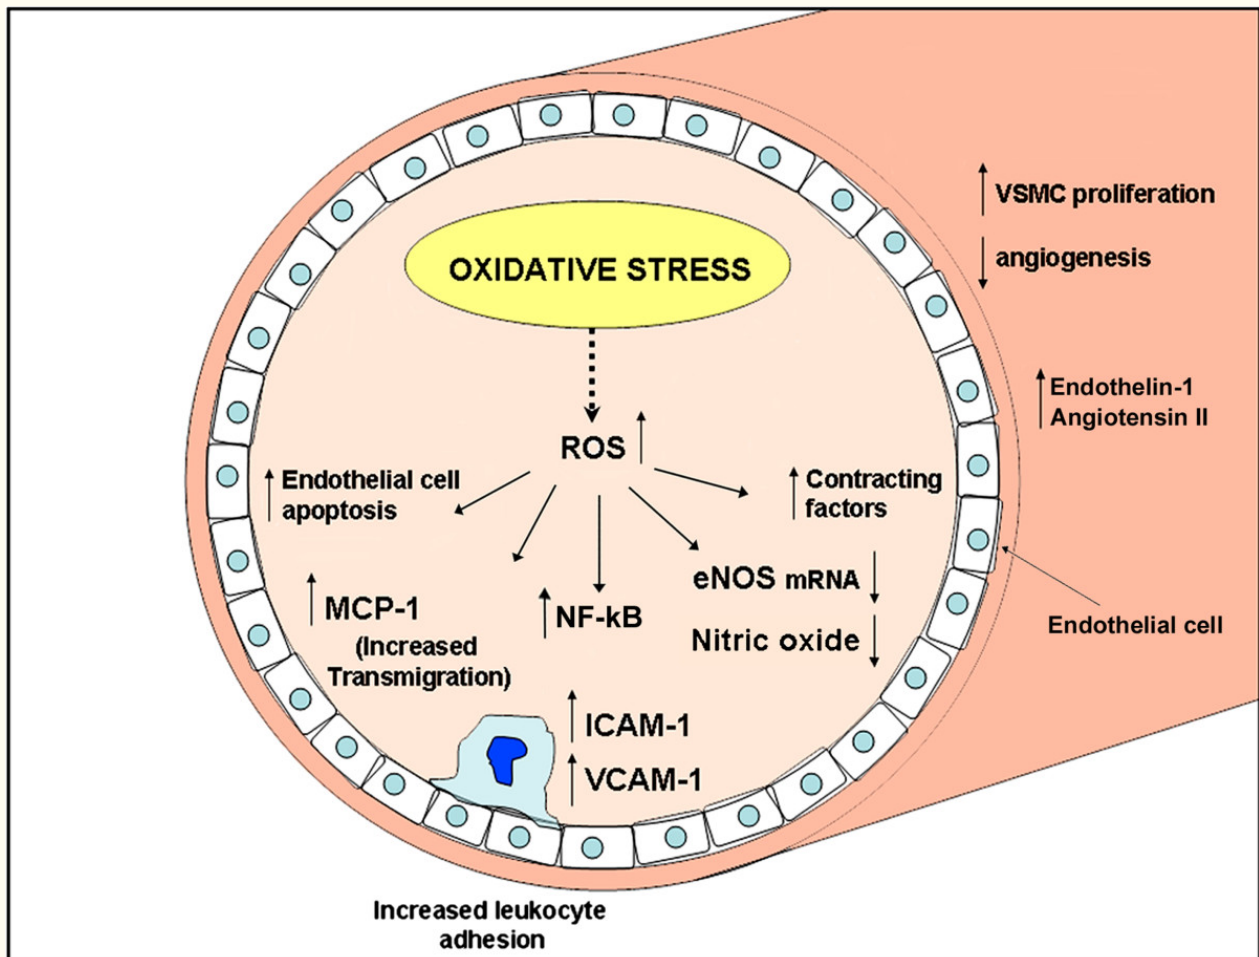 OXIDATIVE STRESS
ROS ↑
↑ Endothelial cell
apoptosis
↑ MCP-1
(Increased
Transmigration)
↑ NF-kB
↑ ICAM-1
↑ VCAM-1
eNOS mRNA ↓
Nitric oxide ↓
↑ Contracting
factors
↑ VSMC proliferation
↓ angiogenesis
↑ Endothelin-1
Angiotensin II
Endothelial cell
Increased leukocyte
adhesion